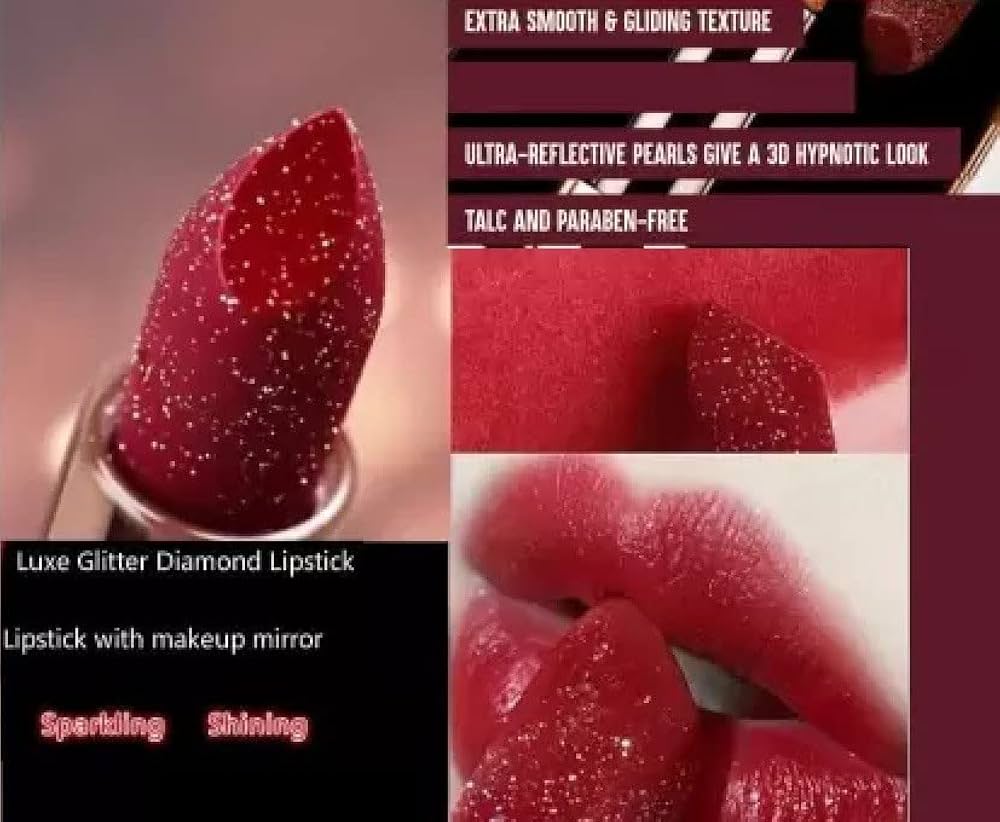 EXTRA SMOOTH & GLIDING TEXTURE
ULTRA-REFLECTIVE PEARLS GIVE A 3D HYPNOTIC LOOK
TALC AND PARABEN-FREE
Luxe Glitter Diamond Lipstick
Lipstick with makeup mirror
Sparkling Shining